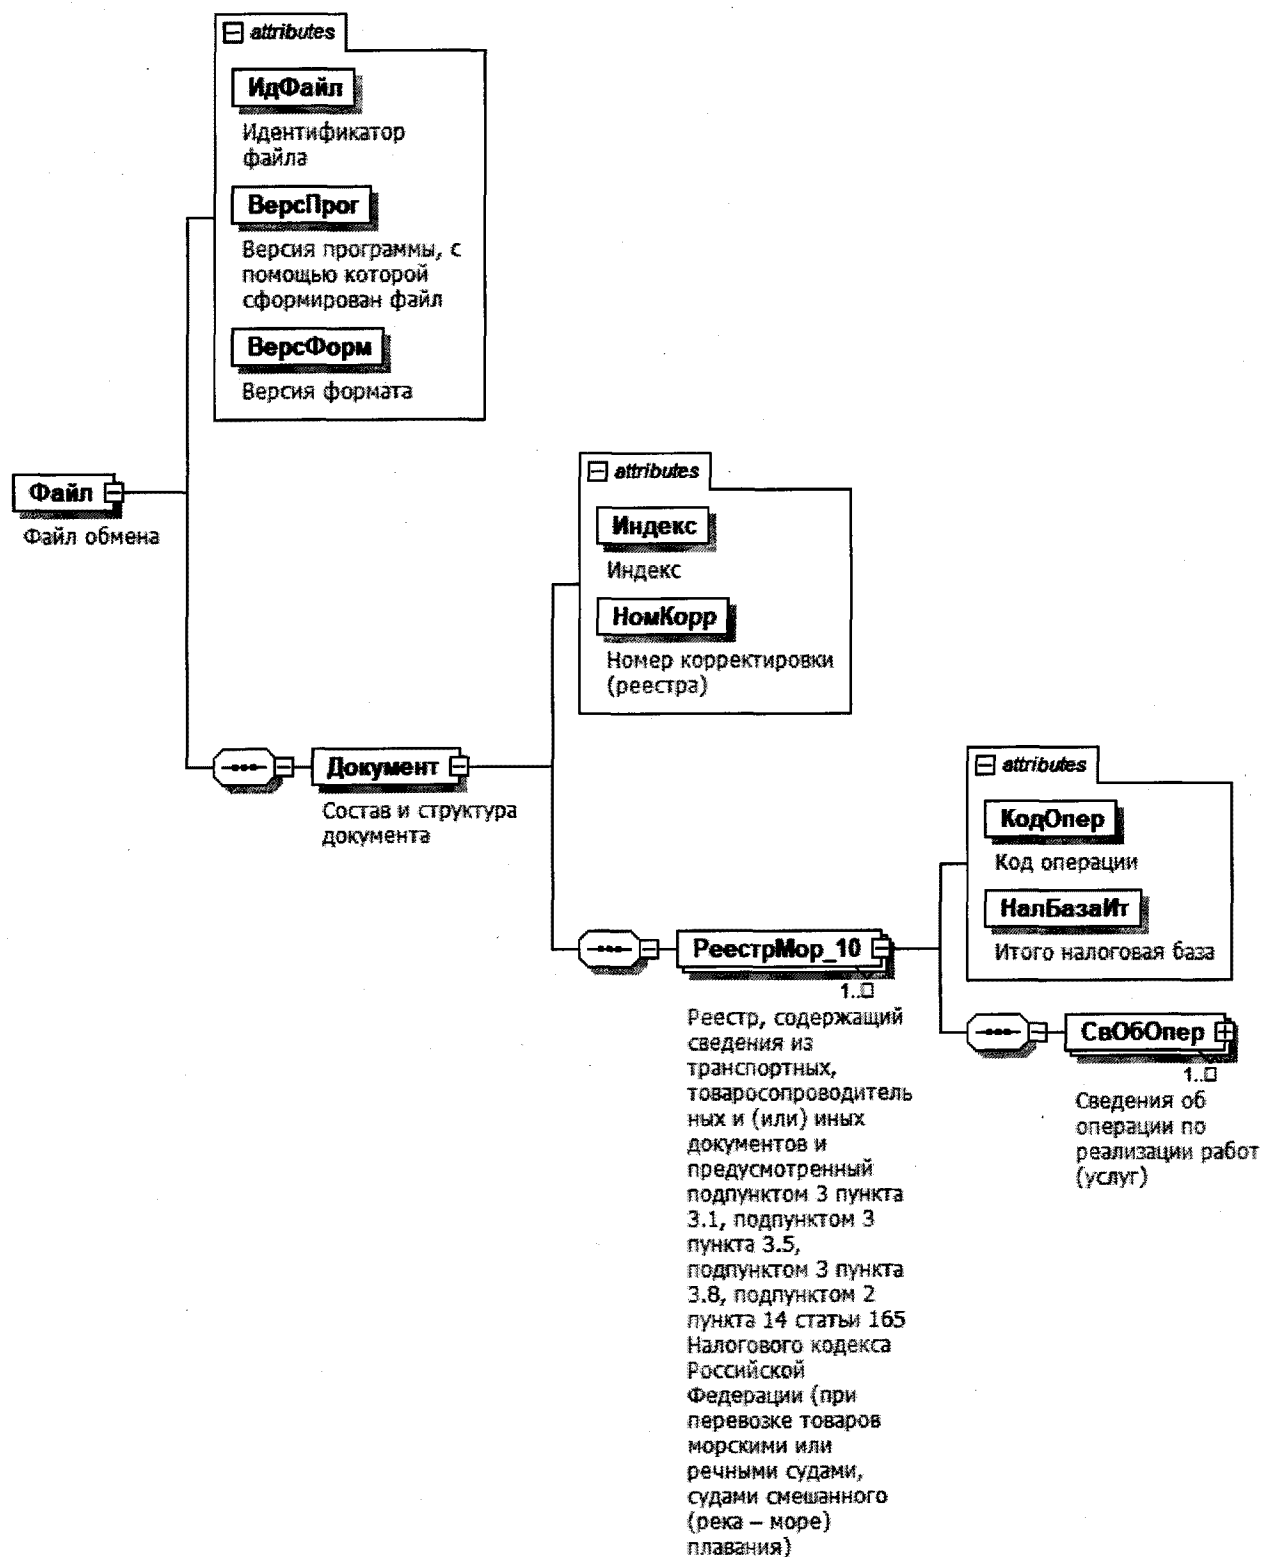 attributes
ИдФайл
Идентификатор
файла
ВерсПрог
Версия программы, с
помощью которой
сформирован файл
ВерсФорм
Версия формата
Файл
Файл обмена
attributes
Индекс
Индекс
НомКорр
Номер корректировки
(реестра)
Документ
Состав и структура
документа
attributes
КодОпер
Код операции
НалБазаИт
Итого налоговая база
РеестрМор_10
1..□
Реестр, содержащий
сведения из
транспортных,
товаросопроводитель
ных и (или) иных
документов и
предусмотренный
подпунктом 3 пункта
3.1, подпунктом 3
пункта 3.5,
подпунктом 3 пункта
3.8, подпунктом 2
пункта 14 статьи 165
Налогового кодекса
Российской
Федерации (при
перевозке товаров
морскими или
речными судами,
судами смешанного
(река – море)
плавания)
СвОбОпер
1..□
Сведения об
операции по
реализации работ
(услуг)